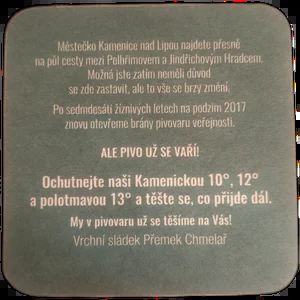 Městočko Kamenice nad Lipou najdete přesně
na půl cesty mezi Pelhřimovem a Jindřichovým Hradcem.
Možná jste zatím neměli důvod
se zde zastavit, ale to vše se brzy změní.
Po sedmdesáti žíznivých letech na podzim 2017
znovu otevřeme brány pivovaru veřejnosti.
ALE PIVO UŽ SE VAŘÍ!
Ochutnejte naši Kamenickou 10°, 12°
a polotmavou 13° a těšte se, co přijde dál.
My v pivovaru už se těšíme na Vás!
Vrchní sládek Přemek Chmelař